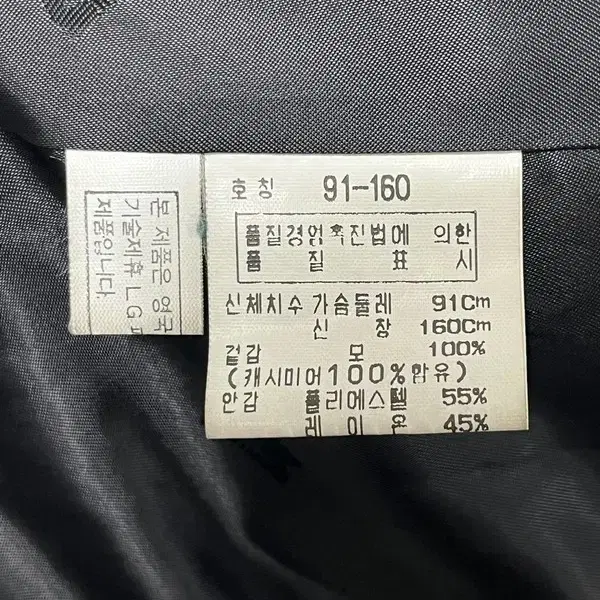 호칭 91-160
품질경영촉진법에 의한
품 질 표 시
신체치수 가슴둘레 91Cm
신 장 160Cm
겉감 모 100%
(캐시미어100%함유)
안감 폴리에스텔 55%
레 이 온 45%
본 제품은 영국
기술제휴 L G
제품입니다